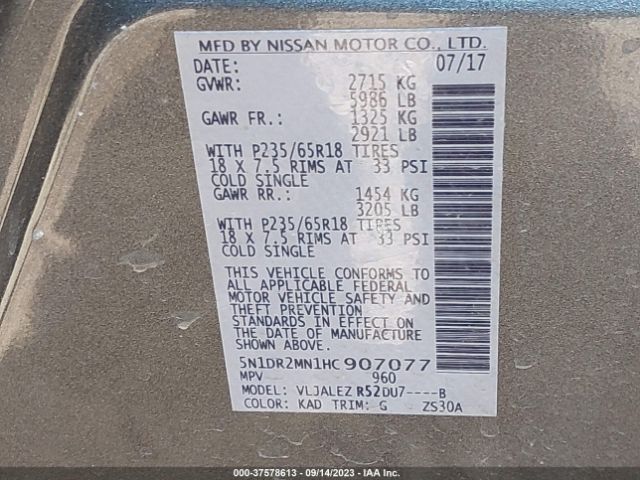 MFD BY NISSAN MOTOR CO., LTD.
DATE: 07/17
GVWR: 2715 KG
5986 LB
GAWR FR.: 1325 KG
2921 LB
WITH P235/65R18 TIRES
18 X 7.5 RIMS AT 33 PSI
COLD SINGLE
GAWR RR.: 1454 KG
3205 LB
WITH P235/65R18 TIRES
18 X 7.5 RIMS AT 33 PSI
COLD SINGLE
THIS VEHICLE CONFORMS TO
ALL APPLICABLE FEDERAL
MOTOR VEHICLE SAFETY AND
THEFT PREVENTION
STANDARDS IN EFFECT ON
THE DATE OF MANUFACTURE
SHOWN ABOVE.
5N1DR2MN1HC907077
MPV 960
MODEL: VLJALEZ R52DU7----B
COLOR: KAD TRIM: G ZS30A
000-37578613 - 09/14/2023 - IAA Inc.